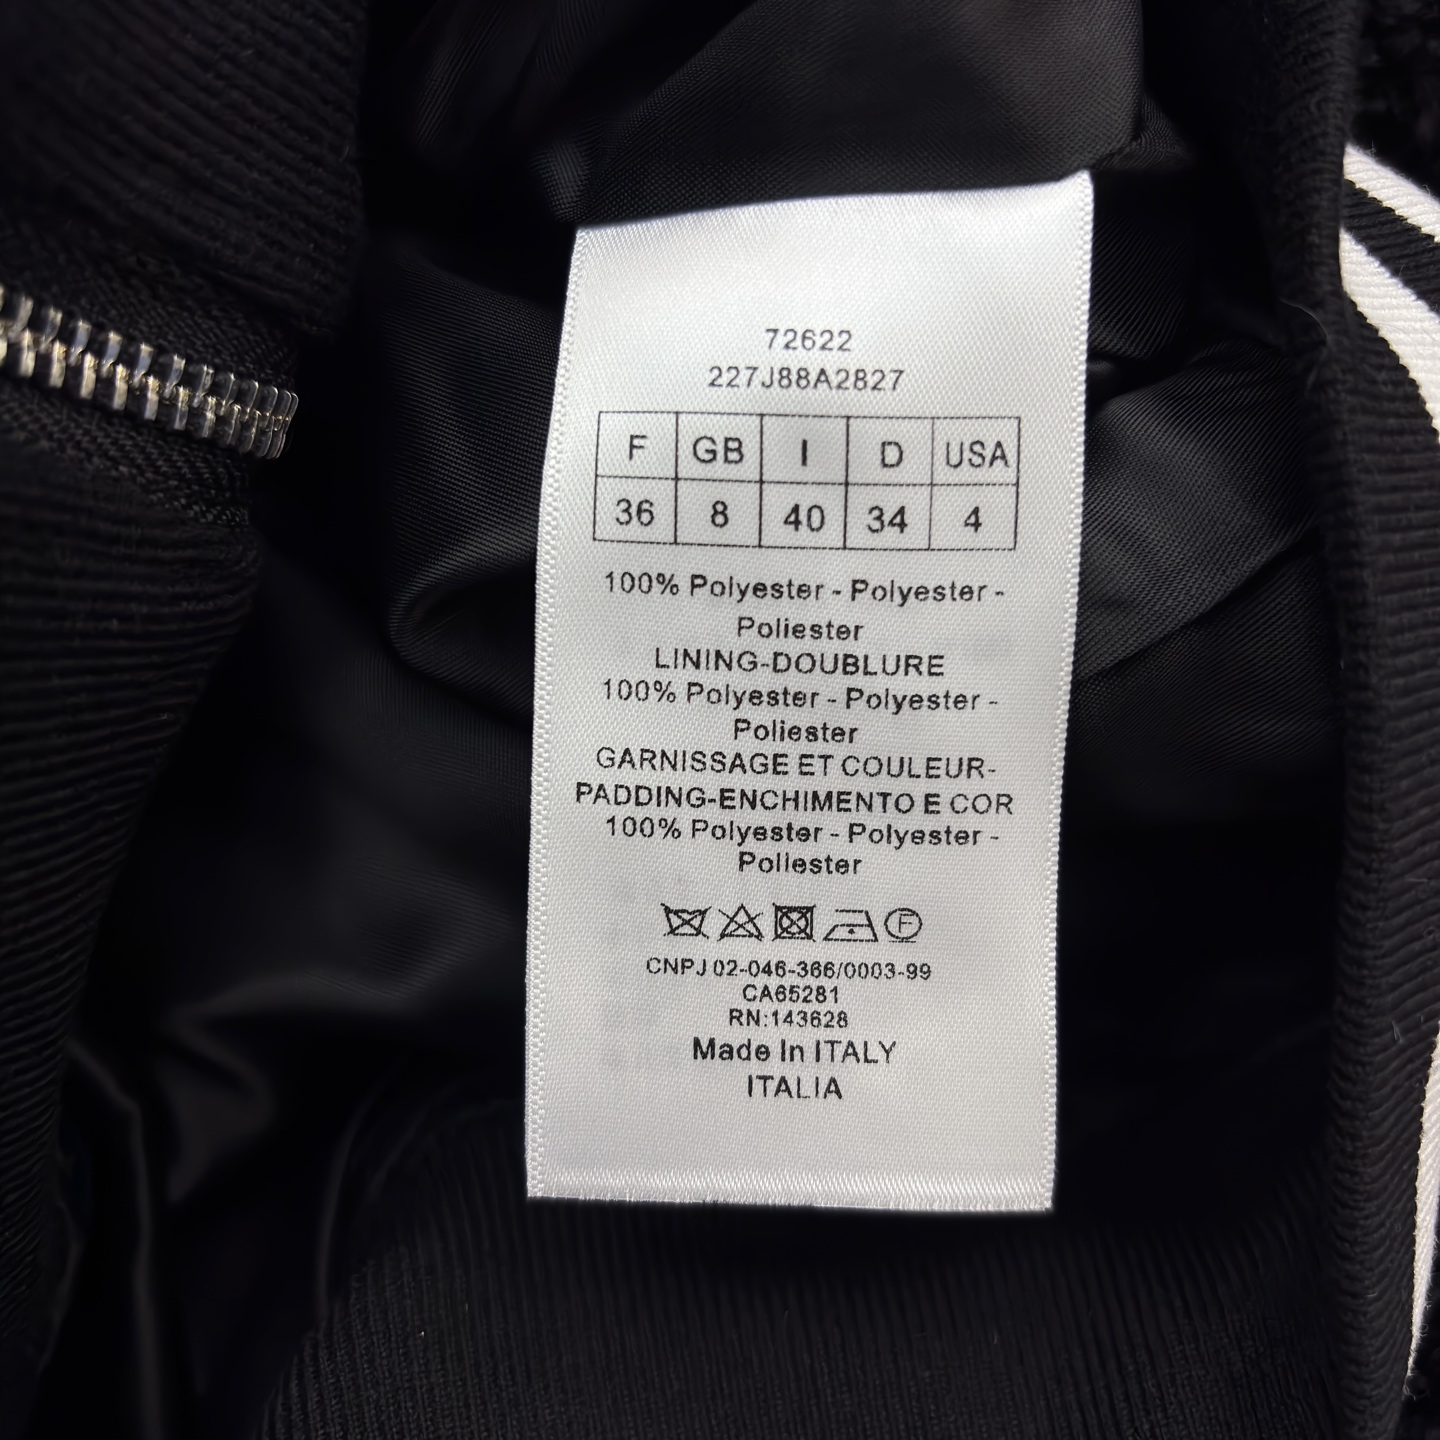 72622
227J88A2827
F GB I D USA
36 8 40 34 4
100% Polyester - Polyester -
Poliester
LINING-DOUBLURE
100% Polyester - Polyester -
Poliester
GARNISSAGE ET COULEUR-
PADDING-ENCHIMENTO E COR
100% Polyester - Polyester -
Poliester
F
CNPJ 02-046-366/0003-99
CA65281
RN:143628
Made In ITALY
ITALIA